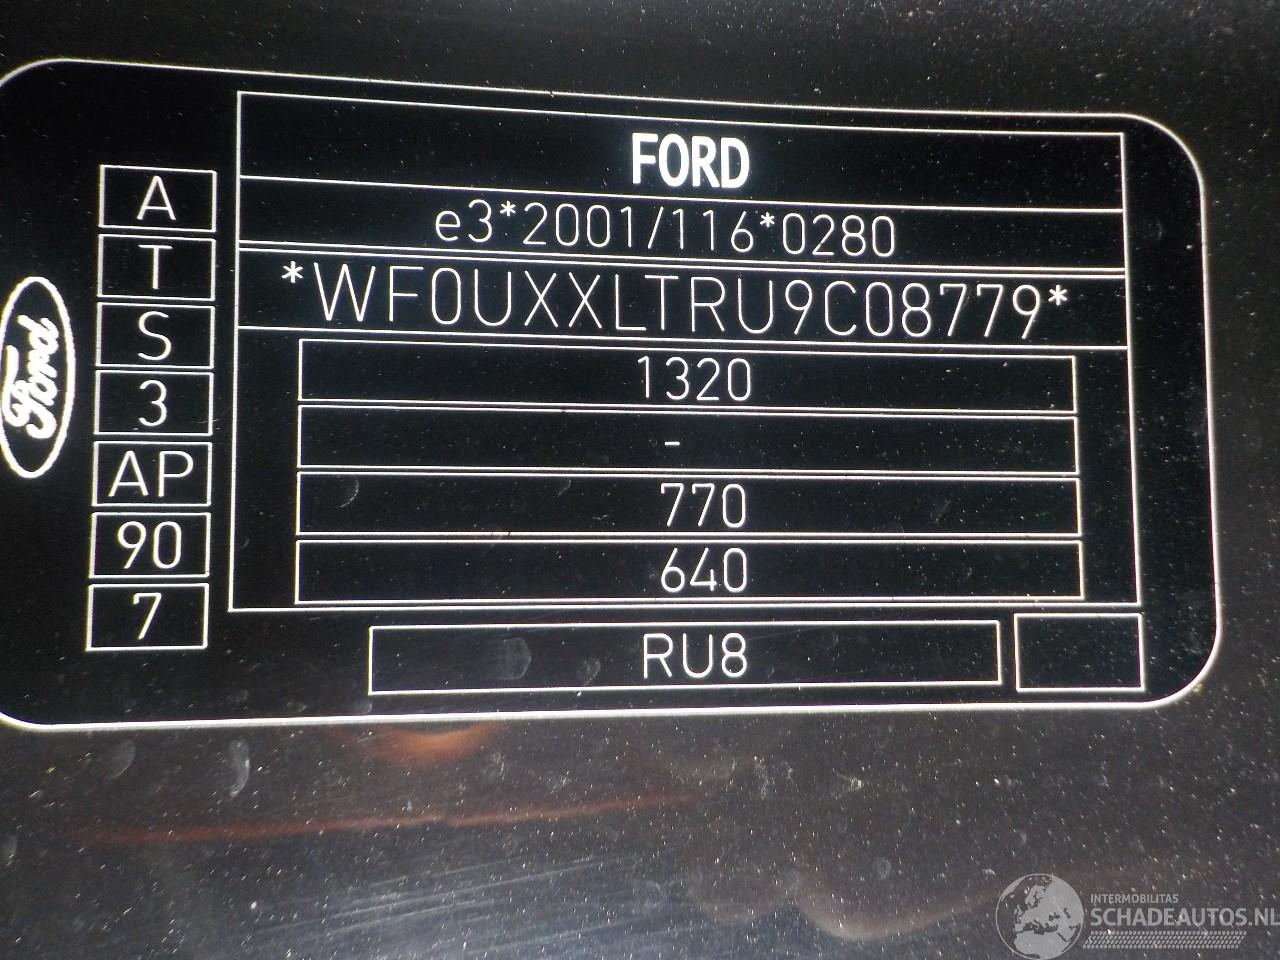 FORD
e3*2001/116*0280
*WF0UXXLTRU9C08779*
1320
-
770
640
RU8
A
T
S
3
AP
90
7
Ford
INTERMOBILITAS
SCHADEAUTOS.NL